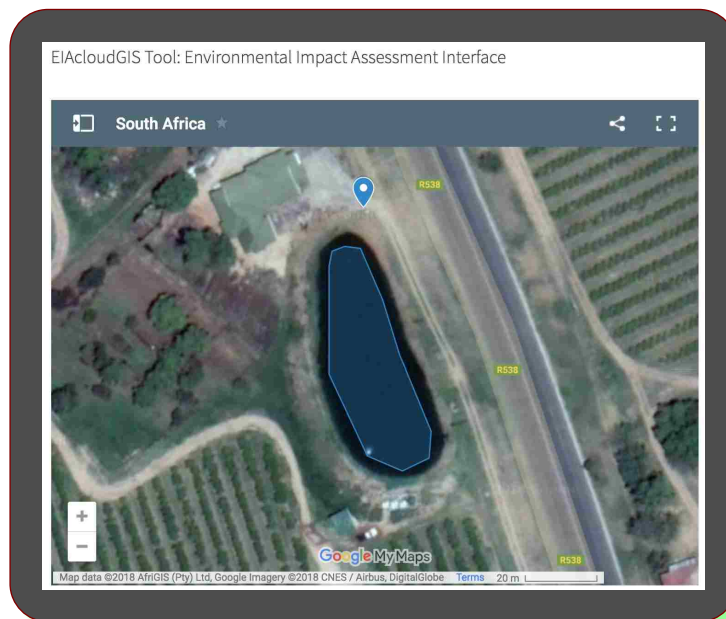 EIAcloudGIS Tool: Environmental Impact Assessment Interface
South Africa
R538
R538
R538
Google My Maps
Map data ©2018 AfriGIS (Pty) Ltd, Google Imagery ©2018 CNES / Airbus, DigitalGlobe Terms 20 m